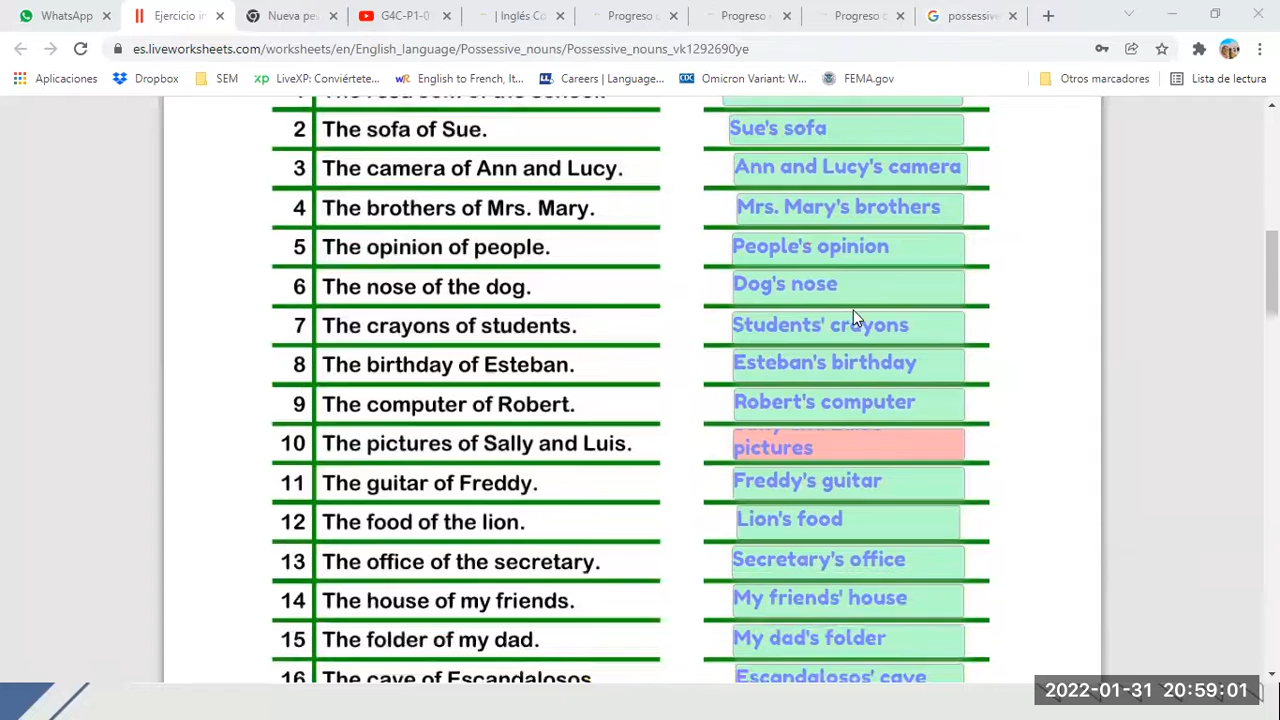 WhatsApp
Ejercicio in
Nueva pes
G4C-P1-0
Inglés Co
Progreso
Progreso
Progreso
possessive
es.liveworksheets.com/worksheets/en/English_language/Possessive_nouns/Possessive_nouns_vk1292690ye
Aplicaciones
Dropbox
SEM
LiveXP: Conviértete...
English to French, It...
Careers | Language...
Omicron Variant: W...
FEMA.gov
Otros marcadores
Lista de lectura
2 The sofa of Sue. Sue's sofa
3 The camera of Ann and Lucy. Ann and Lucy's camera
4 The brothers of Mrs. Mary. Mrs. Mary's brothers
5 The opinion of people. People's opinion
6 The nose of the dog. Dog's nose
7 The crayons of students. Students' crayons
8 The birthday of Esteban. Esteban's birthday
9 The computer of Robert. Robert's computer
10 The pictures of Sally and Luis. pictures
11 The guitar of Freddy. Freddy's guitar
12 The food of the lion. Lion's food
13 The office of the secretary. Secretary's office
14 The house of my friends. My friends' house
15 The folder of my dad. My dad's folder
16 The cave of Escandalosos Escandalosos' cave
2022-01-31 20:59:01